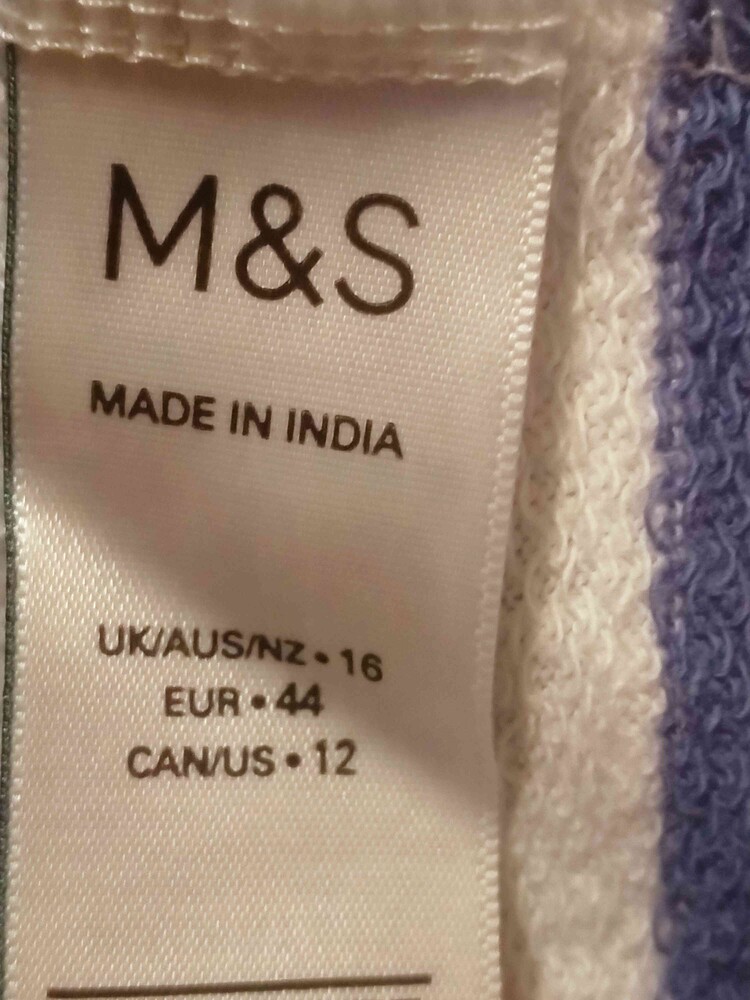 M&S
MADE IN INDIA
UK/AUS/NZ • 16
EUR • 44
CAN/US • 12